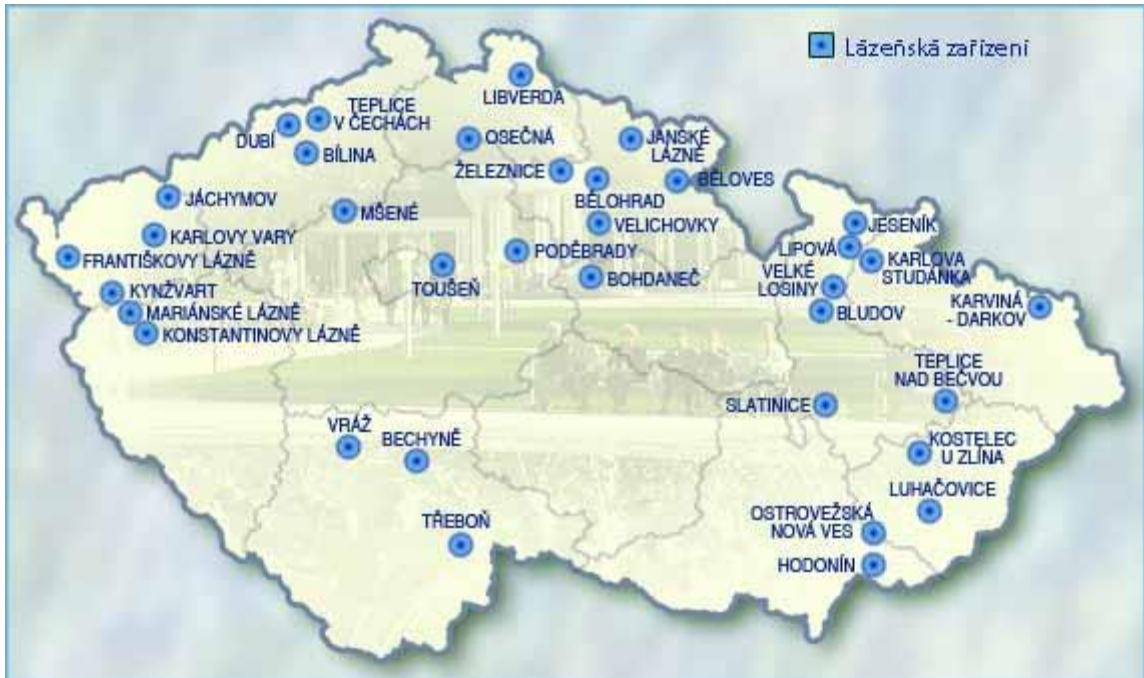 Lázeňská zařízení
LIBVERDA
TEPLICE
V ČECHÁCH
DUBÍ
OSEČNÁ
JANSKÉ
LÁZNĚ
BÍLINA
ŽELEZNICE
BĚLOVES
JÁCHYMOV
BĚLOHRAD
MŠENÉ
VELICHOVKY
JESENÍK
KARLOVY VARY
LIPOVÁ
PODĚBRADY
FRANTIŠKOVY LÁZNĚ
KARLOVA
STUDÁNKA
TOUŠEŇ
BOHDANEČ
VELKÉ
LOSINY
KYNŽVART
KARVINÁ
- DARKOV
MARIÁNSKÉ LÁZNĚ
BLUDOV
KONSTANTINOVY LÁZNĚ
TEPLICE
NAD BEČVOU
SLATINICE
VRÁŽ
BECHYNĚ
KOSTELEC
U ZLÍNA
LUHAČOVICE
TŘEBOŇ
OSTROVEŽSKÁ
NOVÁ VES
HODONÍN